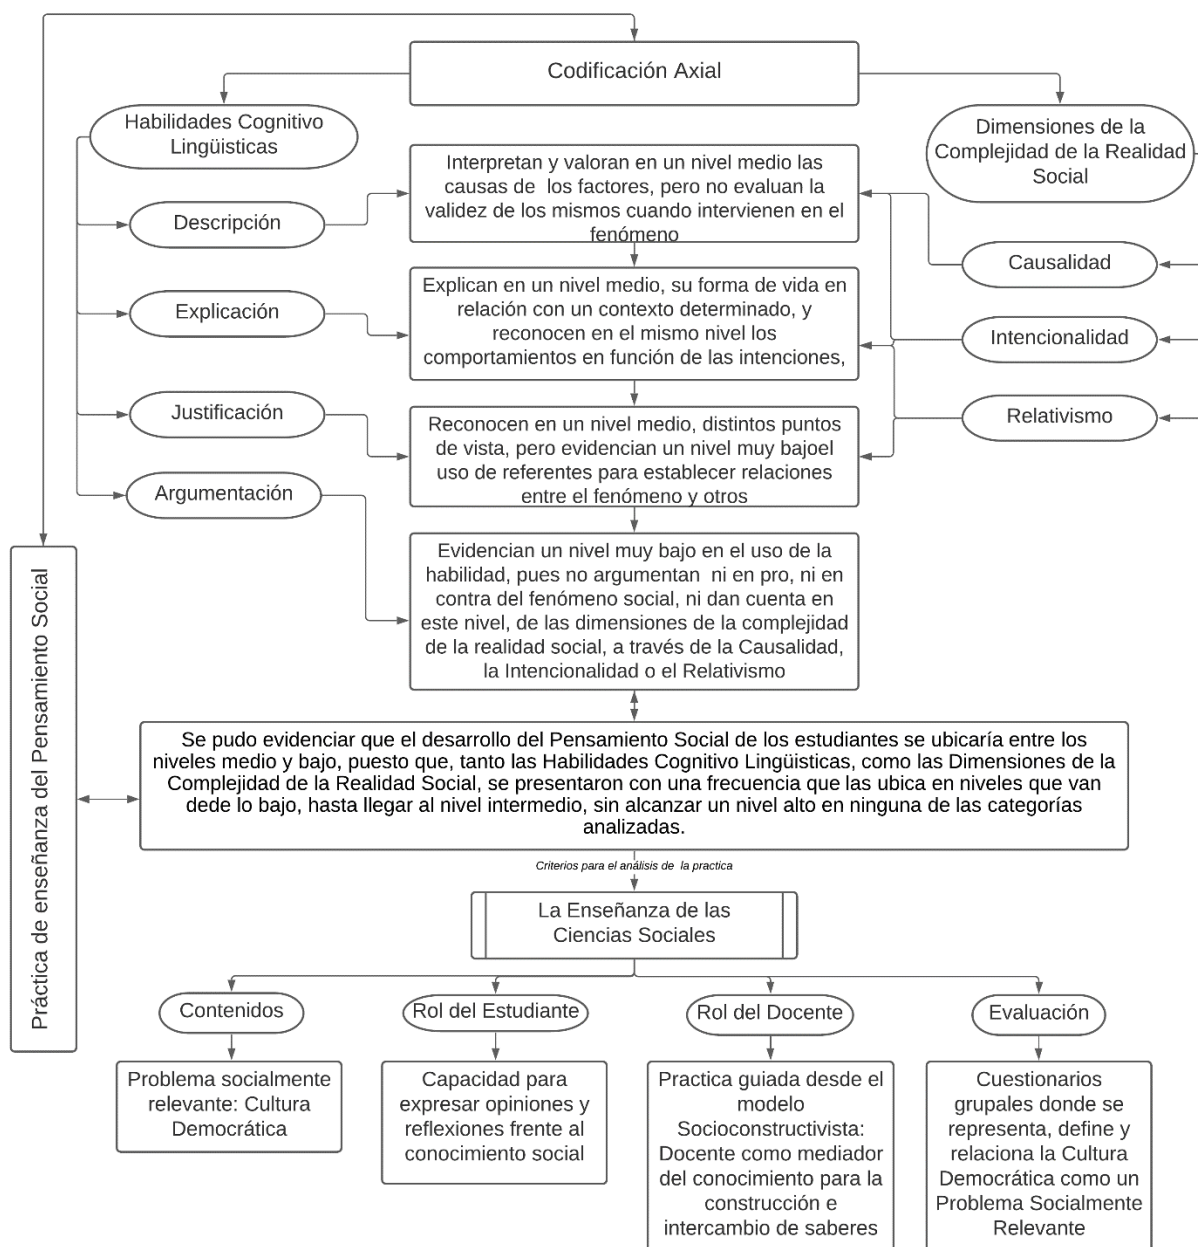 Codificación Axial
Habilidades Cognitivo
Lingüisticas
Dimensiones de la
Complejidad de la Realidad
Social
Interpretan y valoran en un nivel medio las
causas de  los factores, pero no evaluan la
validez de los mismos cuando intervienen en el
fenómeno
Descripción
Causalidad
Explican en un nivel medio, su forma de vida en
relación con un contexto determinado, y
reconocen en el mismo nivel los
comportamientos en función de las intenciones,
Explicación
Intencionalidad
Justificación
Relativismo
Reconocen en un nivel medio, distintos puntos
de vista, pero evidencian un nivel muy bajoel
uso de referentes para establecer relaciones
entre el fenómeno y otros
Argumentación
Evidencian un nivel muy bajo en el uso de la
habilidad, pues no argumentan  ni en pro, ni en
contra del fenómeno social, ni dan cuenta en
este nivel, de las dimensiones de la complejidad
de la realidad social, a través de la Causalidad,
la Intencionalidad o el Relativismo
Práctica de enseñanza del Pensamiento Social
Se pudo evidenciar que el desarrollo del Pensamiento Social de los estudiantes se ubicaría entre los
niveles medio y bajo, puesto que, tanto las Habilidades Cognitivo Lingüisticas, como las Dimensiones de la
Complejidad de la Realidad Social, se presentaron con una frecuencia que las ubica en niveles que van
dede lo bajo, hasta llegar al nivel intermedio, sin alcanzar un nivel alto en ninguna de las categorías
analizadas.
Criterios para el análisis de  la practica
La Enseñanza de las
Ciencias Sociales
Contenidos
Rol del Estudiante
Rol del Docente
Evaluación
Problema socialmente
relevante: Cultura
Democrática
Capacidad para
expresar opiniones y
reflexiones frente al
conocimiento social
Practica guiada desde el
modelo
Socioconstructivista:
Docente como mediador
del conocimiento para la
construcción e
intercambio de saberes
Cuestionarios
grupales donde se
representa, define y
relaciona la Cultura
Democrática como un
Problema Socialmente
Relevante